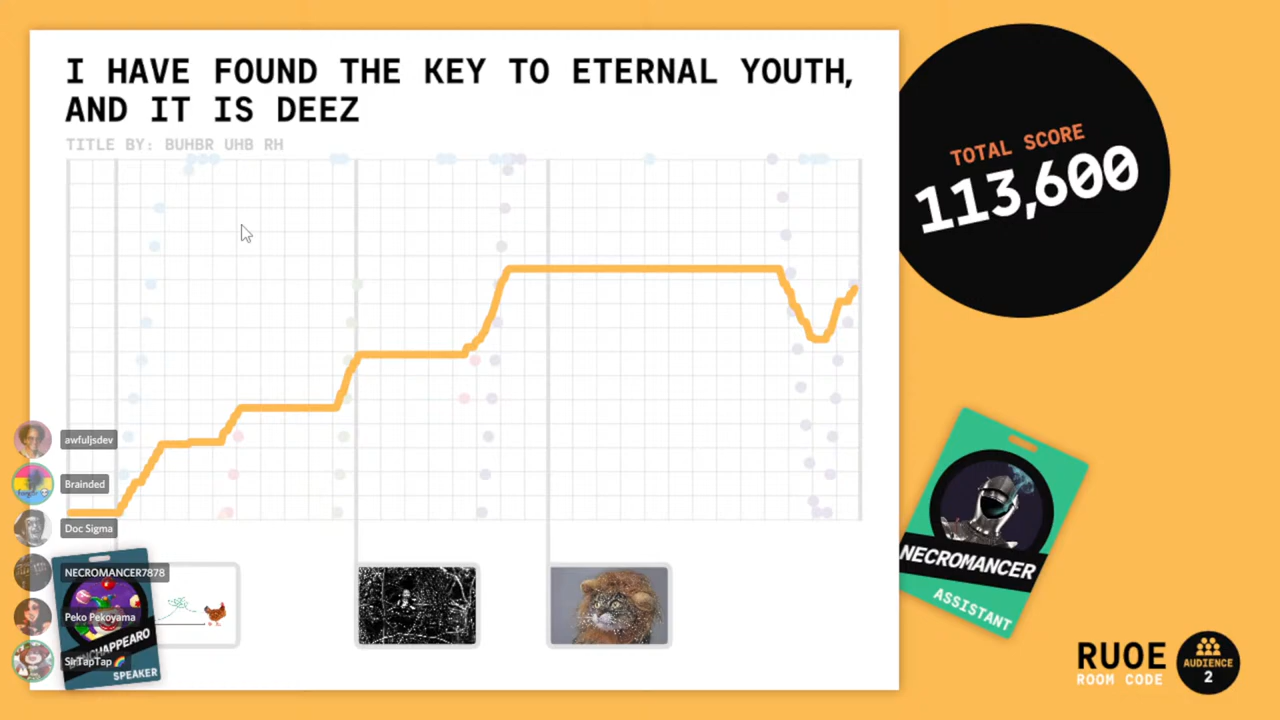 I HAVE FOUND THE KEY TO ETERNAL YOUTH,
AND IT IS DEEZ
TITLE BY: BUHBR UHB RH
TOTAL SCORE
113,600
awfuljsdev
Brainded
Doc Sigma
NECROMANCER7878
Peko Pekoyama
SirTapTap 🌈
SPEAKER
NECROMANCER
ASSISTANT
RUOE
ROOM CODE
AUDIENCE
2